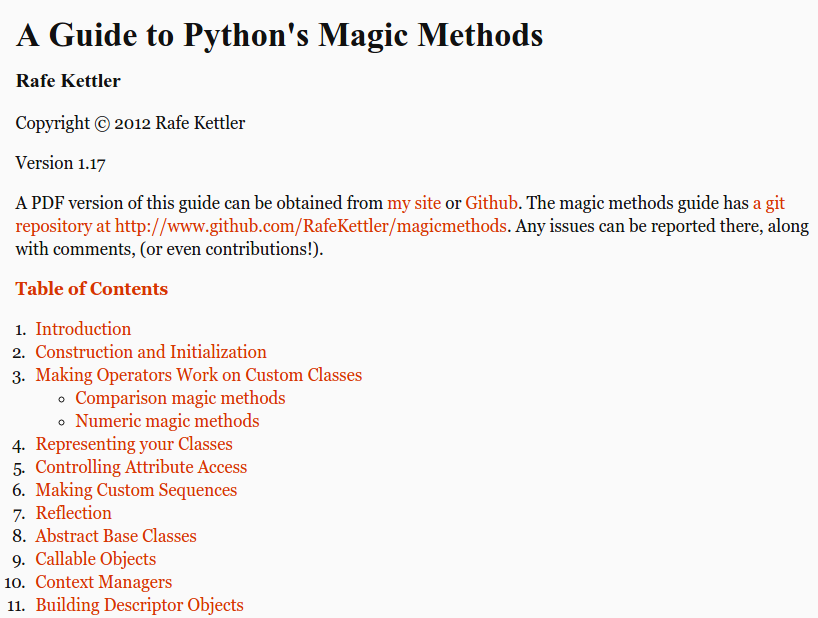 A Guide to Python's Magic Methods
Rafe Kettler
Copyright © 2012 Rafe Kettler
Version 1.17
A PDF version of this guide can be obtained from my site or Github. The magic methods guide has a git
repository at http://www.github.com/RafeKettler/magicmethods. Any issues can be reported there, along
with comments, (or even contributions!).
Table of Contents
1. Introduction
2. Construction and Initialization
3. Making Operators Work on Custom Classes
◦ Comparison magic methods
◦ Numeric magic methods
4. Representing your Classes
5. Controlling Attribute Access
6. Making Custom Sequences
7. Reflection
8. Abstract Base Classes
9. Callable Objects
10. Context Managers
11. Building Descriptor Objects